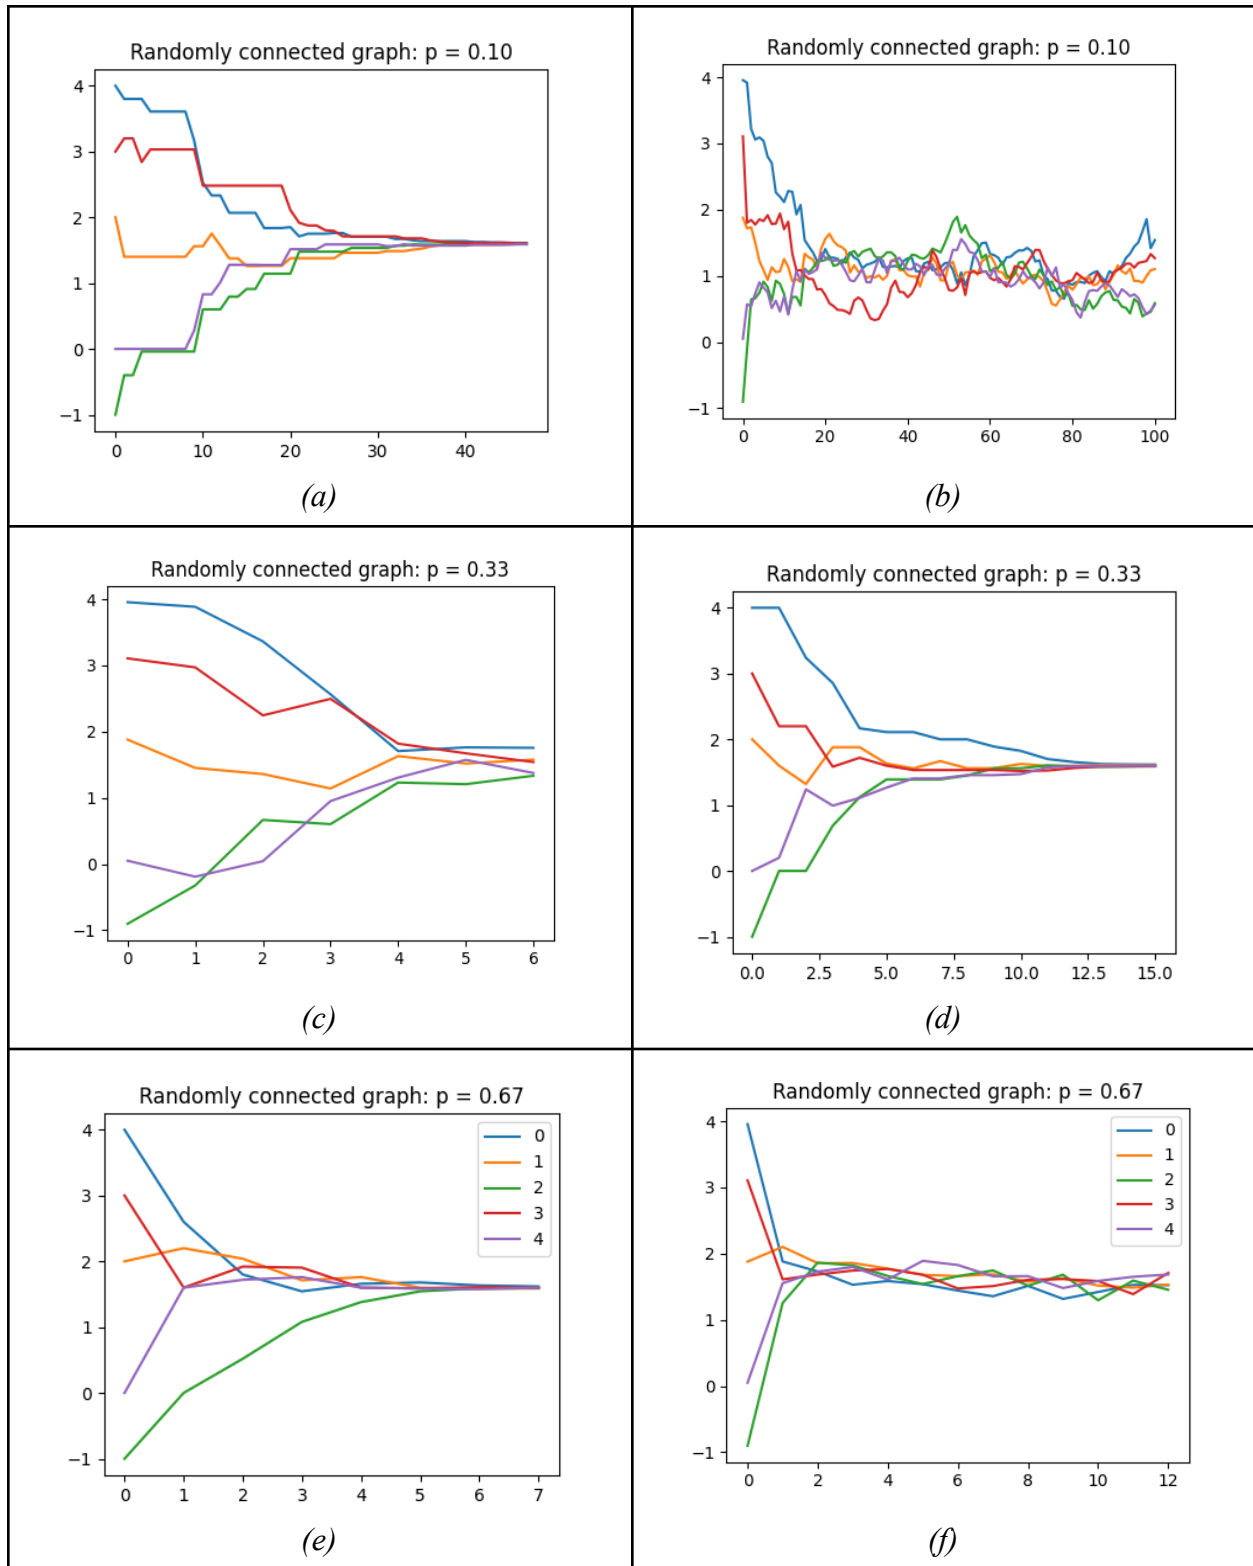 Randomly connected graph: p = 0.10
4
3
2
1
0
−1
0 10 20 30 40
(a)
Randomly connected graph: p = 0.10
4
3
2
1
0
−1
0 20 40 60 80 100
(b)
Randomly connected graph: p = 0.33
4
3
2
1
0
−1
0 1 2 3 4 5 6
(c)
Randomly connected graph: p = 0.33
4
3
2
1
0
−1
0.0 2.5 5.0 7.5 10.0 12.5 15.0
(d)
Randomly connected graph: p = 0.67
4
3
2
1
0
−1
0
1
2
3
4
0 1 2 3 4 5 6 7
(e)
Randomly connected graph: p = 0.67
4
3
2
1
0
−1
0
1
2
3
4
0 2 4 6 8 10 12
(f)